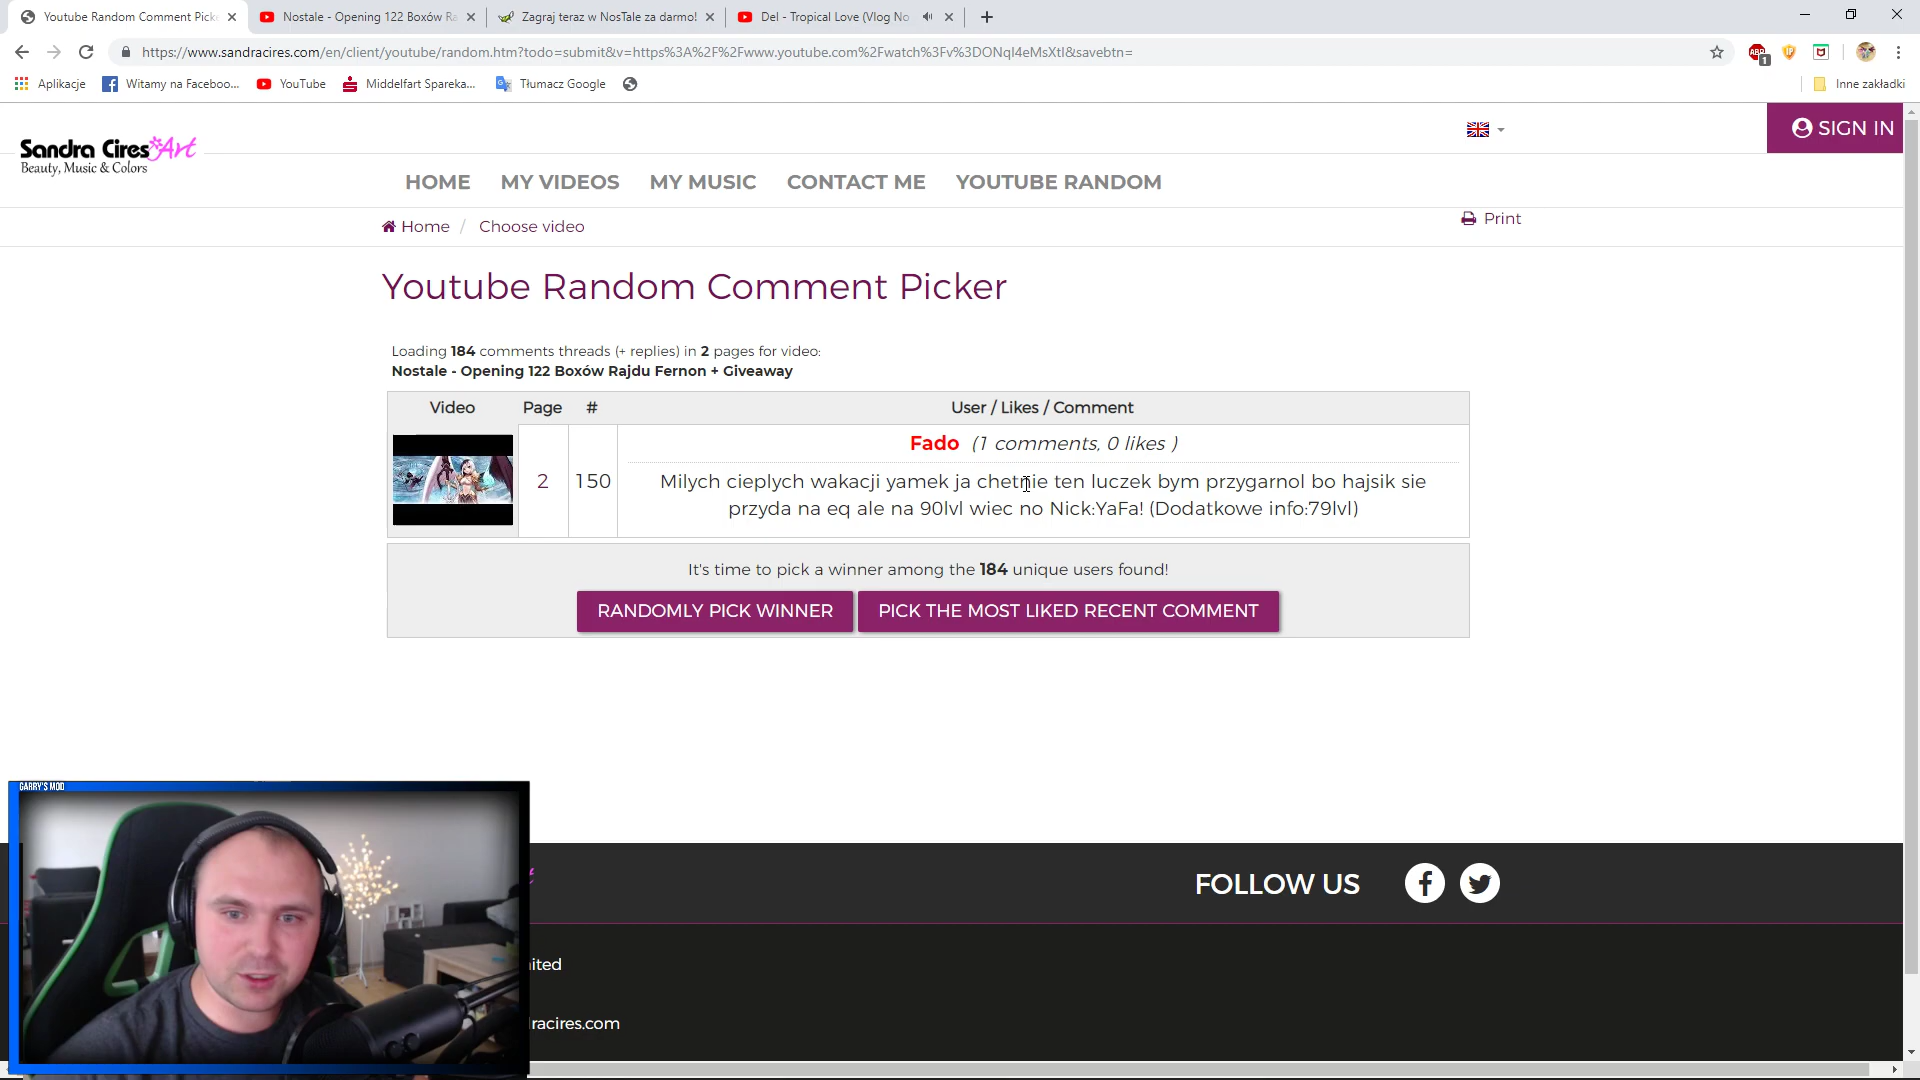 Youtube Random Comment Picke
Nostale - Opening 122 Boxów Ra
Zagraj teraz w NosTale za darmo!
Del - Tropical Love (Vlog No
https://www.sandracires.com/en/client/youtube/random.htm?todo=submit&v=https%3A%2F%2Fwww.youtube.com%2Fwatch%3Fv%3DONqI4eMsXtI&savebtn=
ABP
1
Aplikacje
Witamy na Faceboo...
YouTube
Middelfart Spareka...
Tłumacz Google
Inne zakładki
Sandra Cires Art
Beauty, Music & Colors
SIGN IN
HOME
MY VIDEOS
MY MUSIC
CONTACT ME
YOUTUBE RANDOM
Home / Choose video
Print
Youtube Random Comment Picker
Loading 184 comments threads (+ replies) in 2 pages for video:
Nostale - Opening 122 Boxów Rajdu Fernon + Giveaway
Video Page # User / Likes / Comment
Fado (1 comments, 0 likes )
2 150
Milych cieplych wakacji yamek ja chetnie ten luczek bym przygarnol bo hajsik sie
przyda na eq ale na 90lvl wiec no Nick:YaFa! (Dodatkowe info:79lvl)
It's time to pick a winner among the 184 unique users found!
RANDOMLY PICK WINNER
PICK THE MOST LIKED RECENT COMMENT
GARRY'S MOD
FOLLOW US
ited
racires.com